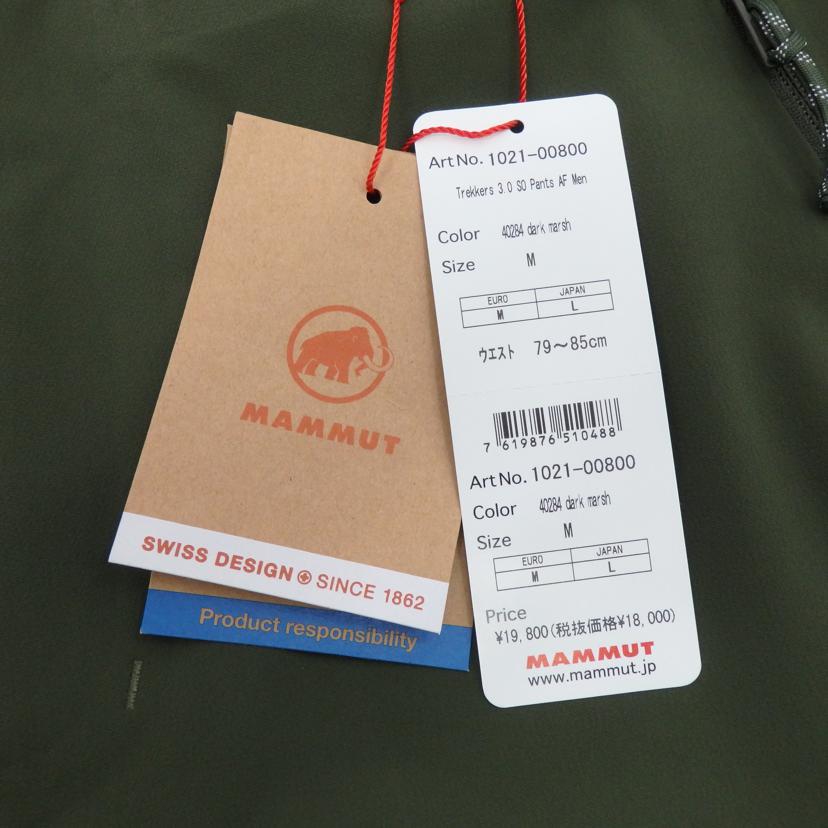 MAMMUT
SWISS DESIGN SINCE 1862
Product responsibility
Art No. 1021-00800
Trekkers 3.0 SO Pants AF Men
Color 40284 dark marsh
Size M
EURO JAPAN
M L
ウエスト 79～85cm
7 619876 510488
Art No. 1021-00800
Color 40284 dark marsh
Size M
EURO JAPAN
M L
Price
¥19,800(税抜価格¥18,000)
MAMMUT
www.mammut.jp